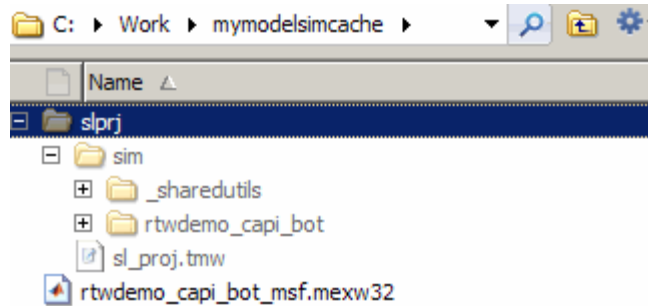 C: Work mymodelsimcache
Name
slprj
sim
_sharedutils
rtwdemo_capi_bot
sl_proj.tmw
rtwdemo_capi_bot_msf.mexw32